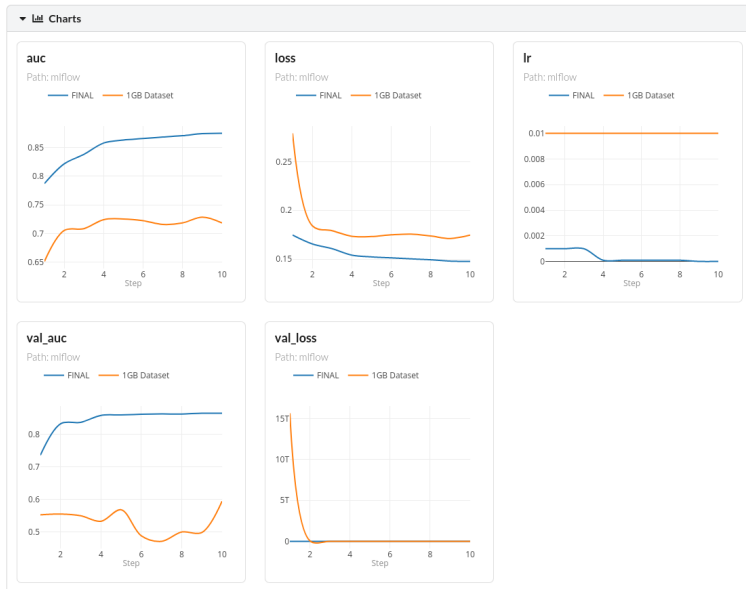 Charts
auc
Path: mlflow
FINAL 1GB Dataset
0.85
0.8
0.75
0.7
0.65
2 4 6 8 10
Step
loss
Path: mlflow
FINAL 1GB Dataset
0.25
0.2
0.15
2 4 6 8 10
Step
lr
Path: mlflow
FINAL 1GB Dataset
0.01
0.008
0.006
0.004
0.002
0
2 4 6 8 10
Step
val_auc
Path: mlflow
FINAL 1GB Dataset
0.8
0.7
0.6
0.5
2 4 6 8 10
Step
val_loss
Path: mlflow
FINAL 1GB Dataset
15T
10T
5T
0
2 4 6 8 10
Step